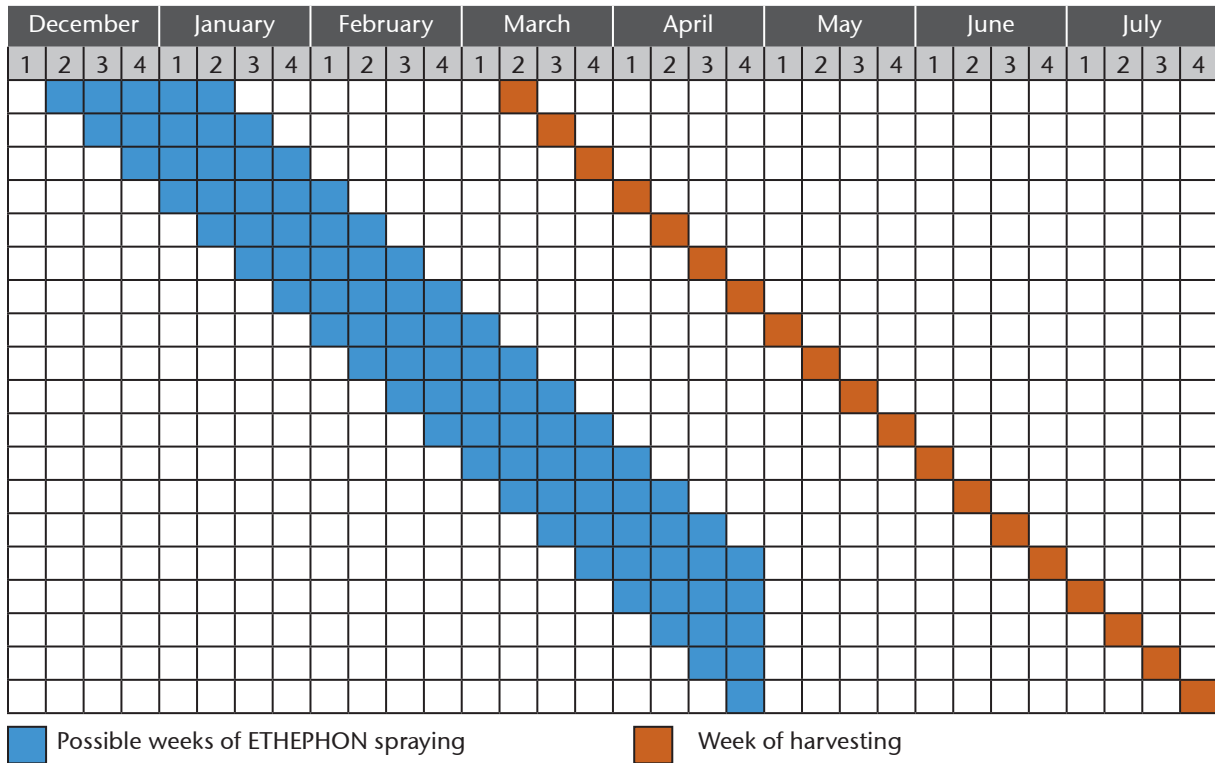 December January February March April May June July
1 2 3 4 1 2 3 4 1 2 3 4 1 2 3 4 1 2 3 4 1 2 3 4 1 2 3 4 1 2 3 4
Possible weeks of ETHEPHON spraying Week of harvesting